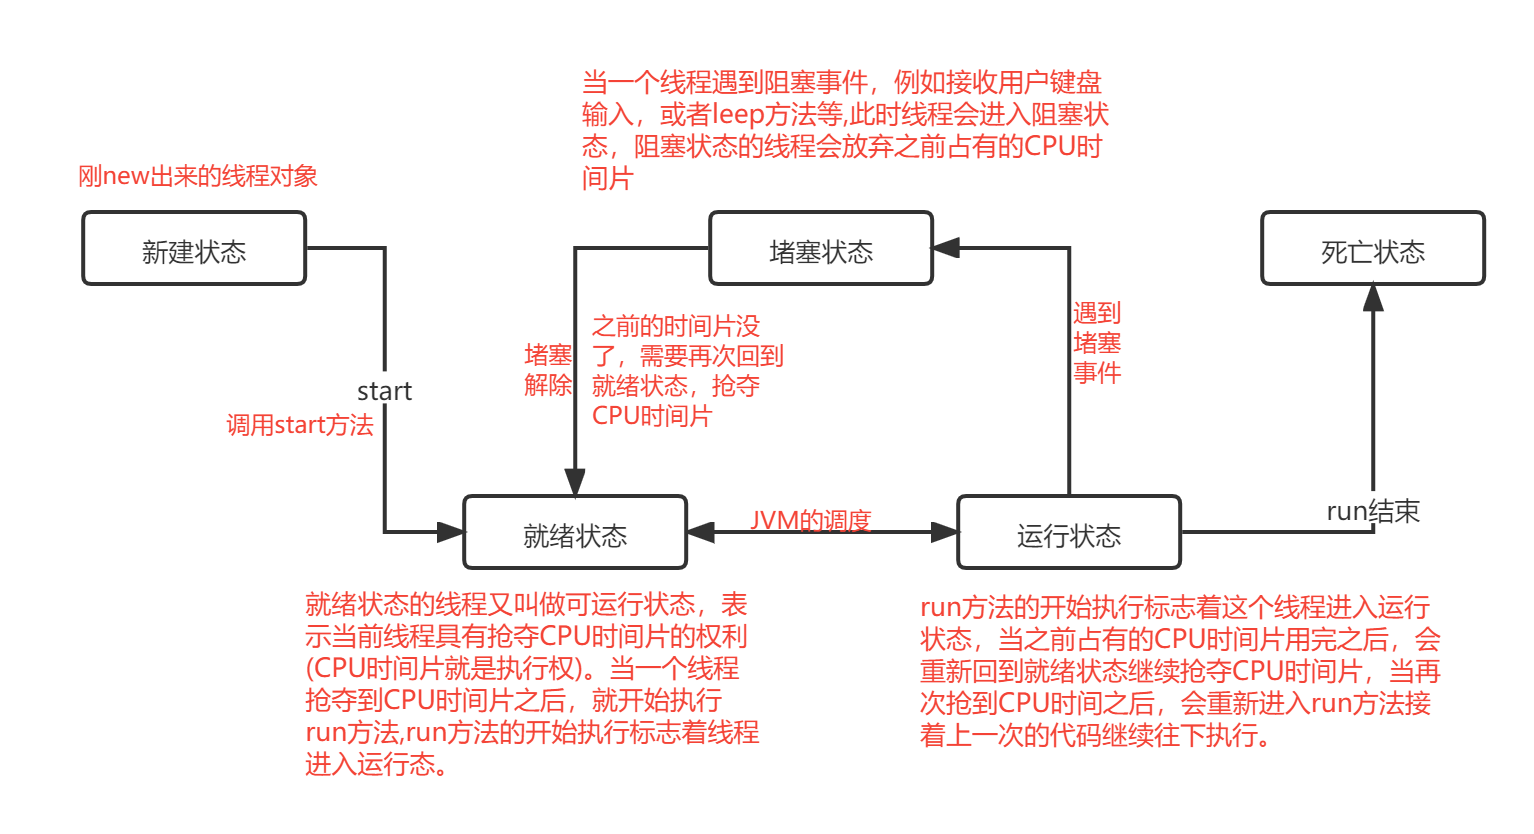 当一个线程遇到阻塞事件，例如接收用户键盘
输入，或者leep方法等,此时线程会进入阻塞状
态，阻塞状态的线程会放弃之前占有的CPU时
间片
刚new出来的线程对象
新建状态
堵塞状态
死亡状态
start
调用start方法
堵塞
解除
之前的时间片没
了，需要再次回到
就绪状态，抢夺
CPU时间片
遇到
堵塞
事件
就绪状态
JVM的调度
运行状态
run结束
就绪状态的线程又叫做可运行状态，表
示当前线程具有抢夺CPU时间片的权利
(CPU时间片就是执行权)。当一个线程
抢夺到CPU时间片之后，就开始执行
run方法,run方法的开始执行标志着线程
进入运行态。
run方法的开始执行标志着这个线程进入运行
状态，当之前占有的CPU时间片用完之后，会
重新回到就绪状态继续抢夺CPU时间片，当再
次抢到CPU时间之后，会重新进入run方法接
着上一次的代码继续往下执行。